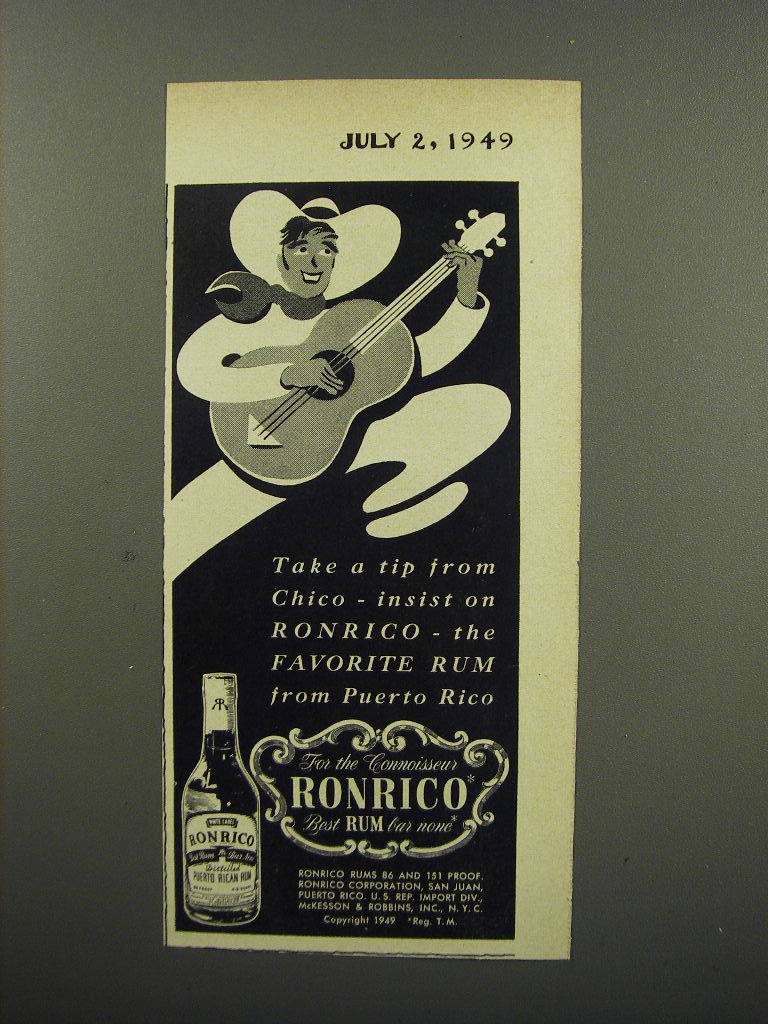 JULY 2, 1949
Take a tip from
Chico - insist on
RONRICO - the
FAVORITE RUM
from Puerto Rico
For the Connoisseur
RONRICO*
Best RUM bar none*
RONRICO RUMS 86 AND 151 PROOF.
RONRICO CORPORATION, SAN JUAN,
PUERTO RICO. U. S. REP. IMPORT DIV.,
McKESSON & ROBBINS, INC., N. Y. C.
Copyright 1949 *Reg. T. M.
WHITE LABEL
RONRICO
Best Rum Bar None
Distilled
PUERTO RICAN RUM